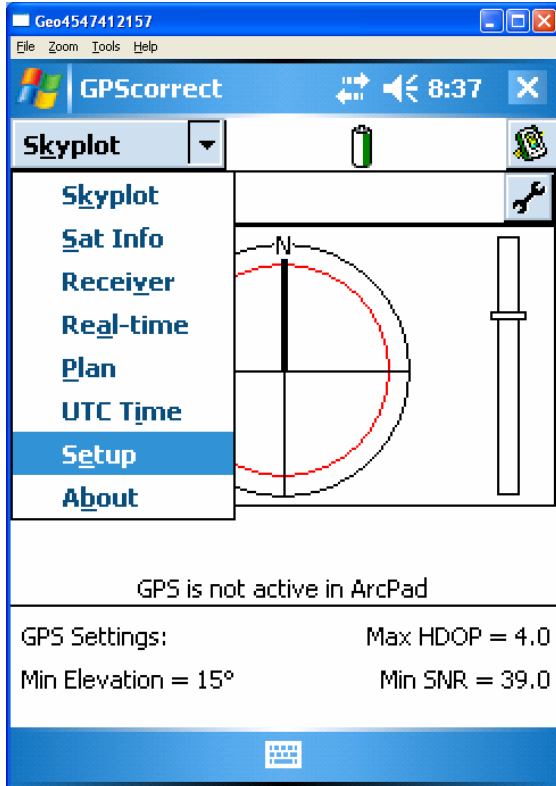 Geo4547412157
File Zoom Tools Help
GPScorrect 8:37
Skyplot
Skyplot
Sat Info
Receiver
Real-time
Plan
UTC Time
Setup
About
N
GPS is not active in ArcPad
GPS Settings: Max HDOP = 4.0
Min Elevation = 15° Min SNR = 39.0